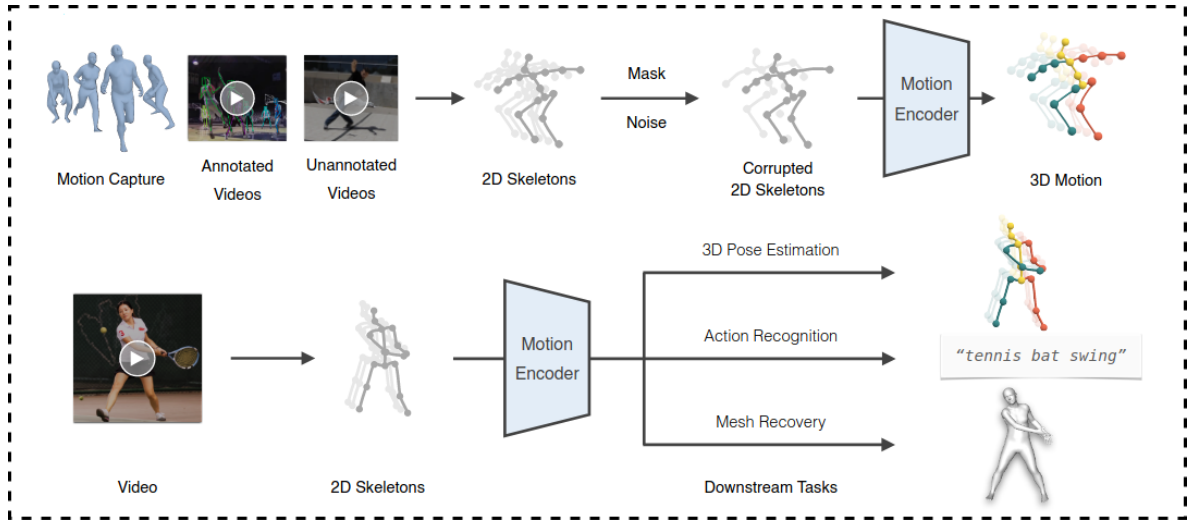 Motion Capture
Annotated
Videos
Unannotated
Videos
2D Skeletons
Mask
Noise
Corrupted
2D Skeletons
Motion
Encoder
3D Motion
Video
2D Skeletons
Motion
Encoder
3D Pose Estimation
Action Recognition
Mesh Recovery
Downstream Tasks
“tennis bat swing”